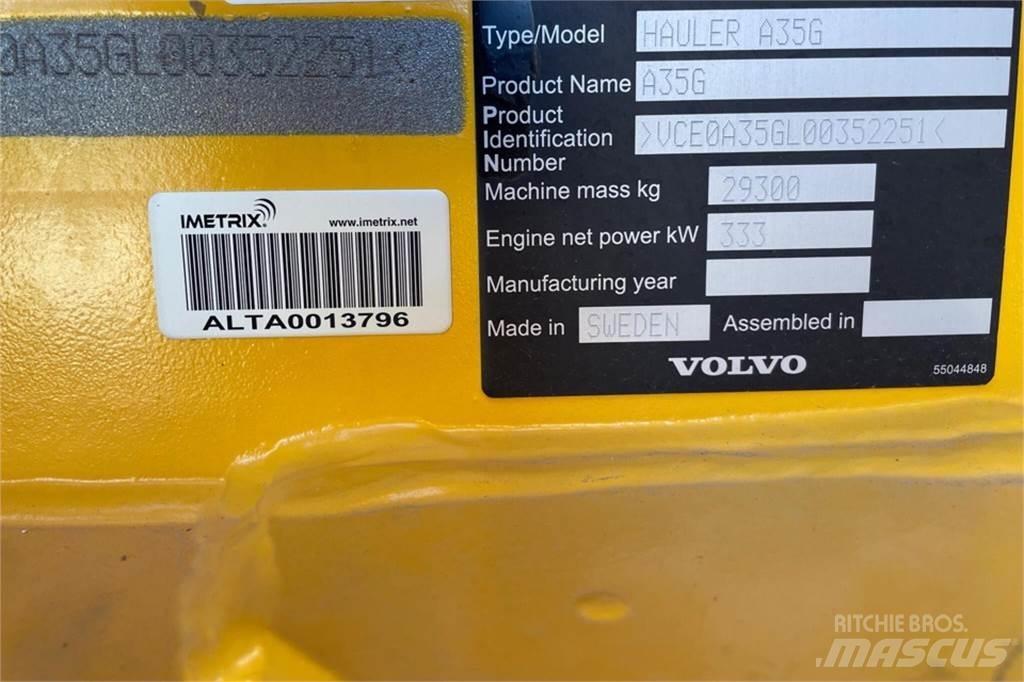 0A35GL00352251<
IMETRIX®
www.imetrix.net
ALTA0013796
Type/Model HAULER A35G
Product Name A35G
Product
Identification >VCE0A35GL00352251<
Number
Machine mass kg 29300
Engine net power kW 333
Manufacturing year
Made in SWEDEN Assembled in
VOLVO
55044848
RITCHIE BROS.
MASCUS